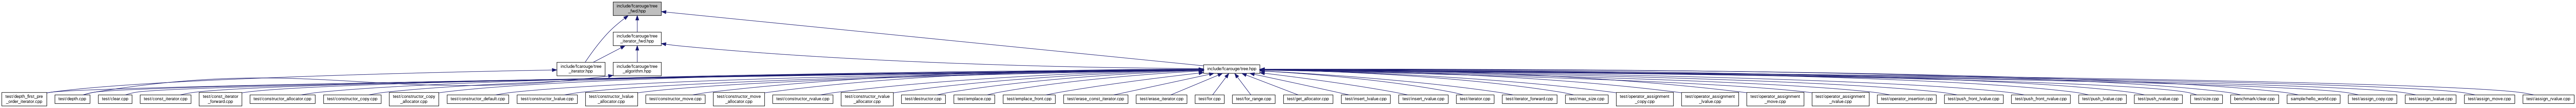 include/fcarouge/tree
_fwd.hpp
include/fcarouge/tree
_iterator_fwd.hpp
include/fcarouge/tree
_iterator.hpp
include/fcarouge/tree
_algorithm.hpp
include/fcarouge/tree.hpp
test/depth_first_pre
_order_iterator.cpp
test/depth.cpp
test/clear.cpp
test/const_iterator.cpp
test/const_iterator
_forward.cpp
test/constructor_allocator.cpp
test/constructor_copy.cpp
test/constructor_copy
_allocator.cpp
test/constructor_default.cpp
test/constructor_lvalue.cpp
test/constructor_lvalue
_allocator.cpp
test/constructor_move.cpp
test/constructor_move
_allocator.cpp
test/constructor_rvalue.cpp
test/constructor_rvalue
_allocator.cpp
test/destructor.cpp
test/emplace.cpp
test/emplace_front.cpp
test/erase_const_iterator.cpp
test/erase_iterator.cpp
test/for.cpp
test/for_range.cpp
test/get_allocator.cpp
test/insert_lvalue.cpp
test/insert_rvalue.cpp
test/iterator.cpp
test/iterator_forward.cpp
test/max_size.cpp
test/operator_assignment
_copy.cpp
test/operator_assignment
_lvalue.cpp
test/operator_assignment
_move.cpp
test/operator_assignment
_rvalue.cpp
test/operator_insertion.cpp
test/push_front_lvalue.cpp
test/push_front_rvalue.cpp
test/push_lvalue.cpp
test/push_rvalue.cpp
test/size.cpp
benchmark/clear.cpp
sample/hello_world.cpp
test/assign_copy.cpp
test/assign_lvalue.cpp
test/assign_move.cpp
test/assign_rvalue.cpp